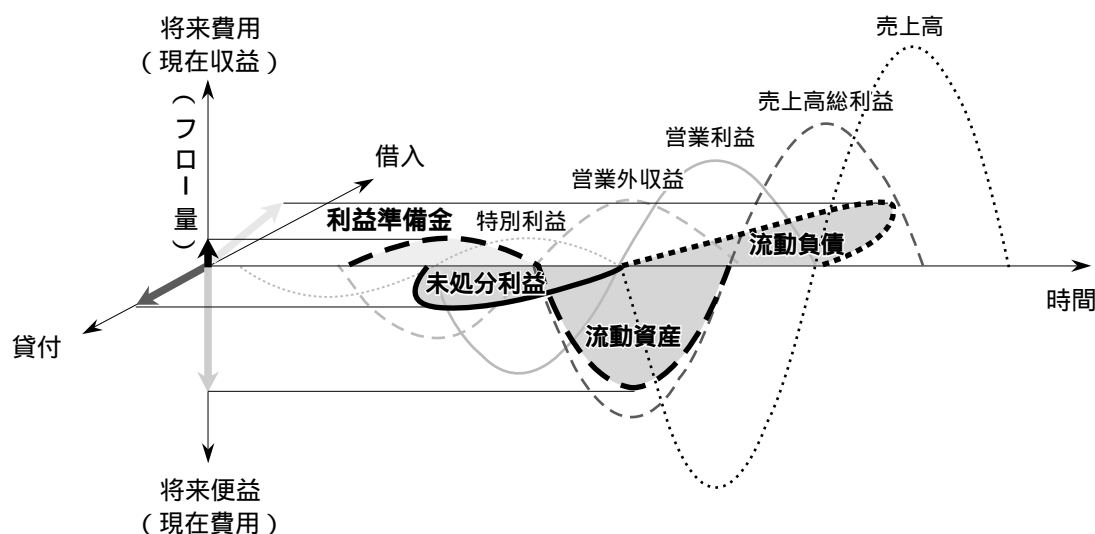 将来費用
(現在収益)
(フロー量)
借入
利益準備金
特別利益
営業外収益
営業利益
売上高総利益
売上高
未処分利益
流動資産
流動負債
時間
貸付
将来便益
(現在費用)